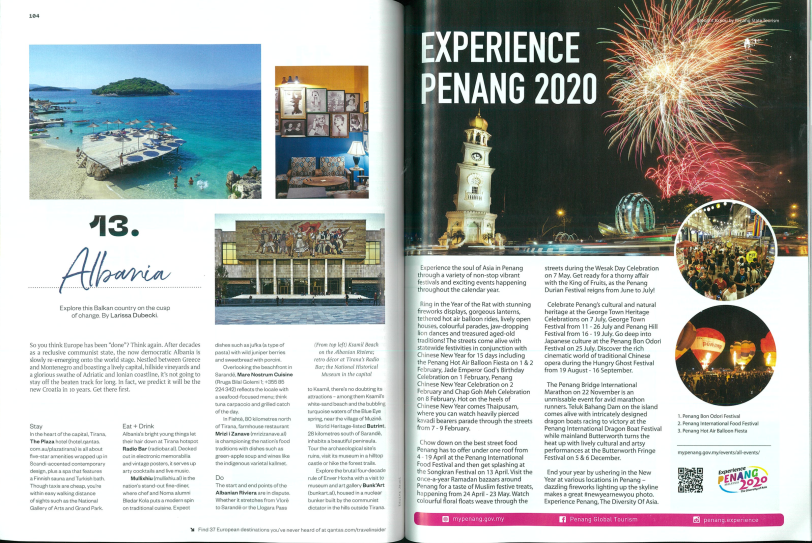 104
13.
Albania
Explore this Balkan country on the cusp
of change. By Larissa Dubecki.
So you think Europe has been "done"? Think again. After decades
as a reclusive communist state, the now democratic Albania is
slowly re-emerging onto the world stage. Nestled between Greece
and Montenegro and boasting a lively capital, hillside vineyards and
a glorious swathe of Adriatic and Ionian coastline, it's not going to
stay off the beaten track for long. In fact, we predict it will be the
new Croatia in 10 years. Get there first.
Stay
In the heart of the capital, Tirana,
The Plaza hotel (hotel.qantas.
com.au/plazatirana) is all about
five-star amenities wrapped up in
Scandi-accented contemporary
design, plus a spa that features
a Finnish sauna and Turkish bath.
Though taxis are cheap, you're
within easy walking distance
of sights such as the National
Gallery of Arts and Grand Park.
Eat + Drink
Albania's bright young things let
their hair down at Tirana hotspot
Radio Bar (radiobar.al). Decked
out in electronic memorabilia
and vintage posters, it serves up
arty cocktails and live music.
Mullixhiu (mullixhiu.al) is the
nation's stand-out fine-diner,
where chef and Noma alumni
Bledar Kola puts a modern spin
on traditional cuisine. Expect
dishes such as jufka (a type of
pasta) with wild juniper berries
and sweetbread with porcini.
Overlooking the beachfront in
Sarandë, Mare Nostrum Cuisine
(Rruga Bilal Golemi 1; +355 85
224 342) reflects the locale with
a seafood-focused menu; think
tuna carpaccio and grilled catch
of the day.
In Fishtë, 80 kilometres north
of Tirana, farmhouse restaurant
Mrizi i Zanave (mrizizanave.al)
is championing the nation's food
traditions with dishes such as
green-apple soup and wines like
the indigenous varietal kallmet.
Do
The start and end points of the
Albanian Riviera are in dispute.
Whether it stretches from Vlorë
to Sarandë or the Llogara Pass
(From top left) Ksamil Beach
on the Albanian Riviera;
retro décor at Tirana's Radio
Bar; the National Historical
Museum in the capital
to Ksamil, there's no doubting its
attractions – among them Ksamil's
white-sand beach and the bubbling
turquoise waters of the Blue Eye
spring, near the village of Muzinë.
World Heritage-listed Butrint,
28 kilometres south of Sarandë,
inhabits a beautiful peninsula.
Tour the archaeological site's
ruins, visit its museum in a hilltop
castle or hike the forest trails.
Explore the brutal four-decade
rule of Enver Hoxha with a visit to
museum and art gallery Bunk'Art
(bunkart.al), housed in a nuclear
bunker built by the communist
dictator in the hills outside Tirana.
Find 37 European destinations you've never heard of at qantas.com/travelinsider
EXPERIENCE
PENANG 2020
Experience the soul of Asia in Penang
through a variety of non-stop vibrant
festivals and exciting events happening
throughout the calendar year.
Ring in the Year of the Rat with stunning
fireworks displays, gorgeous lanterns,
tethered hot air balloon rides, lively open
houses, colourful parades, jaw-dropping
lion dances and treasured aged-old
traditions! The streets come alive with
statewide festivities in conjunction with
Chinese New Year for 15 days including
the Penang Hot Air Balloon Fiesta on 1 & 2
February, Jade Emperor God's Birthday
Celebration on 1 February, Penang
Chinese New Year Celebration on 2
February and Chap Goh Meh Celebration
on 8 February. Hot on the heels of
Chinese New Year comes Thaipusam,
where you can watch heavily pierced
kavadi bearers parade through the streets
from 7 - 9 February.
Chow down on the best street food
Penang has to offer under one roof from
4 - 19 April at the Penang International
Food Festival and then get splashing at
the Songkran Festival on 13 April. Visit the
once-a-year Ramadan bazaars around
Penang for a taste of Muslim festive treats,
happening from 24 April - 23 May. Watch
colourful floral floats weave through the
streets during the Wesak Day Celebration
on 7 May. Get ready for a thorny affair
with the King of Fruits, as the Penang
Durian Festival reigns from June to July!
Celebrate Penang's cultural and natural
heritage at the George Town Heritage
Celebrations on 7 July, George Town
Festival from 11 - 26 July and Penang Hill
Festival from 16 - 19 July. Go deep into
Japanese culture at the Penang Bon Odori
Festival on 25 July. Discover the rich
cinematic world of traditional Chinese
opera during the Hungry Ghost Festival
from 19 August - 16 September.
The Penang Bridge International
Marathon on 22 November is an
unmissable event for avid marathon
runners. Teluk Bahang Dam on the island
comes alive with intricately designed
dragon boats racing to victory at the
Penang International Dragon Boat Festival
while mainland Butterworth turns the
heat up with lively cultural and artsy
performances at the Butterworth Fringe
Festival on 5 & 6 December.
End your year by ushering in the New
Year at various locations in Penang –
dazzling fireworks lighting up the skyline
makes a great #newyearnewyou photo.
Experience Penang, The Diversity Of Asia.
1. Penang Bon Odori Festival
2. Penang International Food Festival
3. Penang Hot Air Balloon Fiesta
mypenang.gov.my/events/all-events/
Experience
PENANG
2020
mypenang.gov.my
Penang Global Tourism
penang.experience